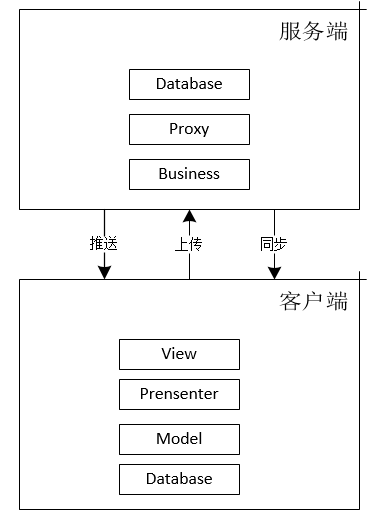 服务端
Database
Proxy
Business
推送
上传
同步
客户端
View
Prensenter
Model
Database